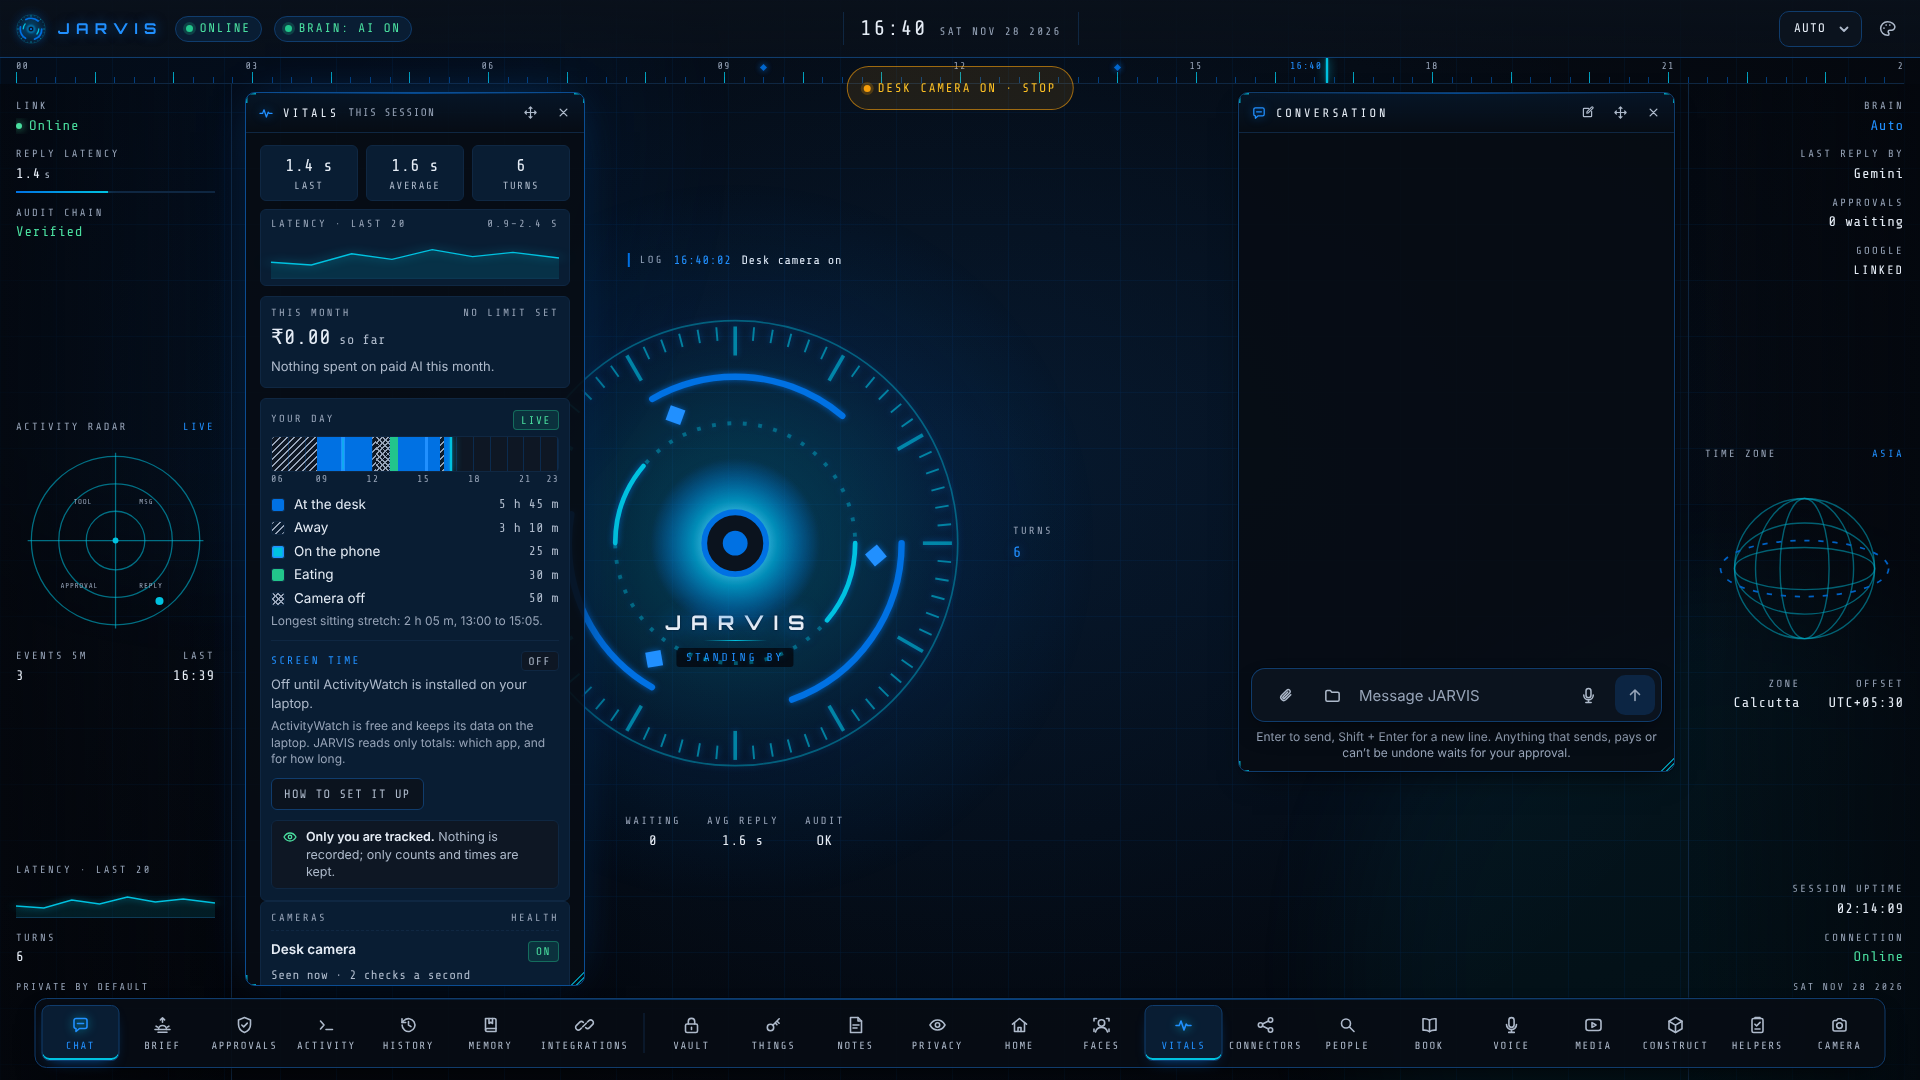 JARVIS
ONLINE
BRAIN: AI ON
16:40 SAT NOV 28 2026
AUTO
00 03 06 09 12 15 16:40 18 21 2
DESK CAMERA ON · STOP
LINK
Online
REPLY LATENCY
1.4 s
AUDIT CHAIN
Verified
ACTIVITY RADAR LIVE
TOOL MSG
APPROVAL REPLY
EVENTS 5M LAST
3 16:39
LATENCY · LAST 20
TURNS
6
PRIVATE BY DEFAULT
VITALS THIS SESSION
1.4 s 1.6 s 6
LAST AVERAGE TURNS
LATENCY · LAST 20 0.9–2.4 S
THIS MONTH NO LIMIT SET
₹0.00 so far
Nothing spent on paid AI this month.
YOUR DAY LIVE
06 09 12 15 18 21 23
At the desk 5 h 45 m
Away 3 h 10 m
On the phone 25 m
Eating 30 m
Camera off 50 m
Longest sitting stretch: 2 h 05 m, 13:00 to 15:05.
SCREEN TIME OFF
Off until ActivityWatch is installed on your
laptop.
ActivityWatch is free and keeps its data on the
laptop. JARVIS reads only totals: which app, and
for how long.
HOW TO SET IT UP
Only you are tracked. Nothing is
recorded; only counts and times are
kept.
CAMERAS HEALTH
Desk camera ON
Seen now · 2 checks a second
LOG 16:40:02 Desk camera on
JARVIS
STANDING BY
TURNS
6
WAITING AVG REPLY AUDIT
0 1.6 s OK
CONVERSATION
Message JARVIS
Enter to send, Shift + Enter for a new line. Anything that sends, pays or
can't be undone waits for your approval.
BRAIN
Auto
LAST REPLY BY
Gemini
APPROVALS
0 waiting
GOOGLE
LINKED
TIME ZONE ASIA
ZONE OFFSET
Calcutta UTC+05:30
SESSION UPTIME
02:14:09
CONNECTION
Online
SAT NOV 28 2026
CHAT BRIEF APPROVALS ACTIVITY HISTORY MEMORY INTEGRATIONS VAULT THINGS NOTES PRIVACY HOME FACES VITALS CONNECTORS PEOPLE BOOK VOICE MEDIA CONSTRUCT HELPERS CAMERA